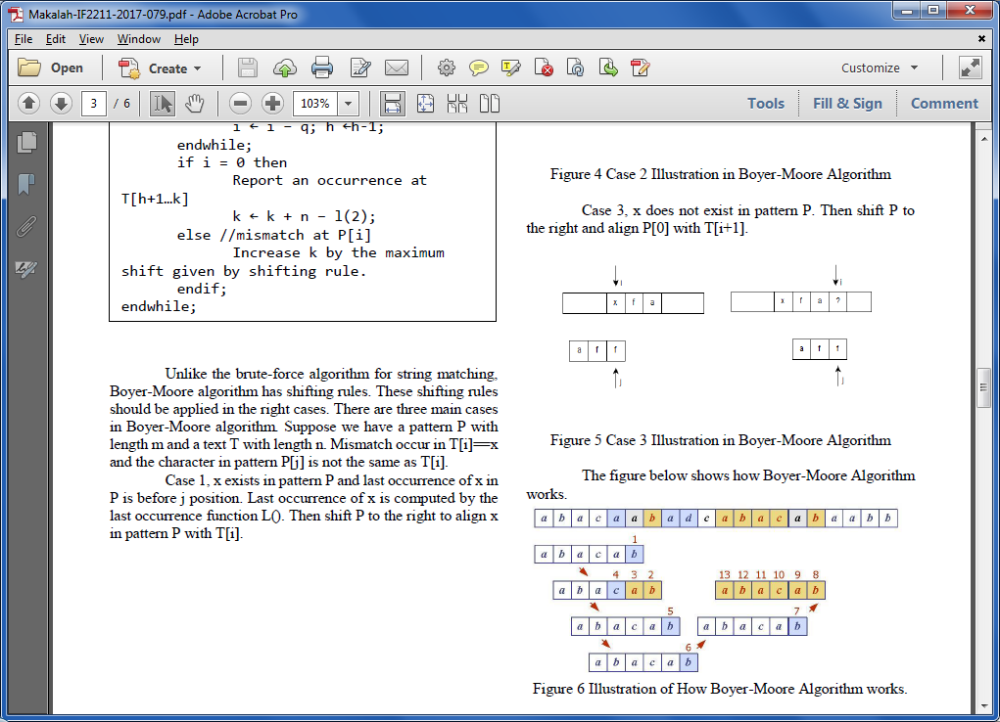 Makalah-IF2211-2017-079.pdf - Adobe Acrobat Pro
File Edit View Window Help
Open Create Customize
3 / 6 103% Tools Fill & Sign Comment
i ← i – q; h ←h-1;
endwhile;
if i = 0 then
Report an occurrence at
T[h+1…k]
k ← k + n – l(2);
else //mismatch at P[i]
Increase k by the maximum
shift given by shifting rule.
endif;
endwhile;
Unlike the brute-force algorithm for string matching,
Boyer-Moore algorithm has shifting rules. These shifting rules
should be applied in the right cases. There are three main cases
in Boyer-Moore algorithm. Suppose we have a pattern P with
length m and a text T with length n. Mismatch occur in T[i]==x
and the character in pattern P[j] is not the same as T[i].
Case 1, x exists in pattern P and last occurrence of x in
P is before j position. Last occurrence of x is computed by the
last occurrence function L(). Then shift P to the right to align x
in pattern P with T[i].
Figure 4 Case 2 Illustration in Boyer-Moore Algorithm
Case 3, x does not exist in pattern P. Then shift P to
the right and align P[0] with T[i+1].
i i
x f a x f a ?
a f f a f f
j j
Figure 5 Case 3 Illustration in Boyer-Moore Algorithm
The figure below shows how Boyer-Moore Algorithm
works.
a b a c a a b a d c a b a c a b a a b b
1
a b a c a b
4 3 2 13 12 11 10 9 8
a b a c a b a b a c a b
5 7
a b a c a b a b a c a b
6
a b a c a b
Figure 6 Illustration of How Boyer-Moore Algorithm works.